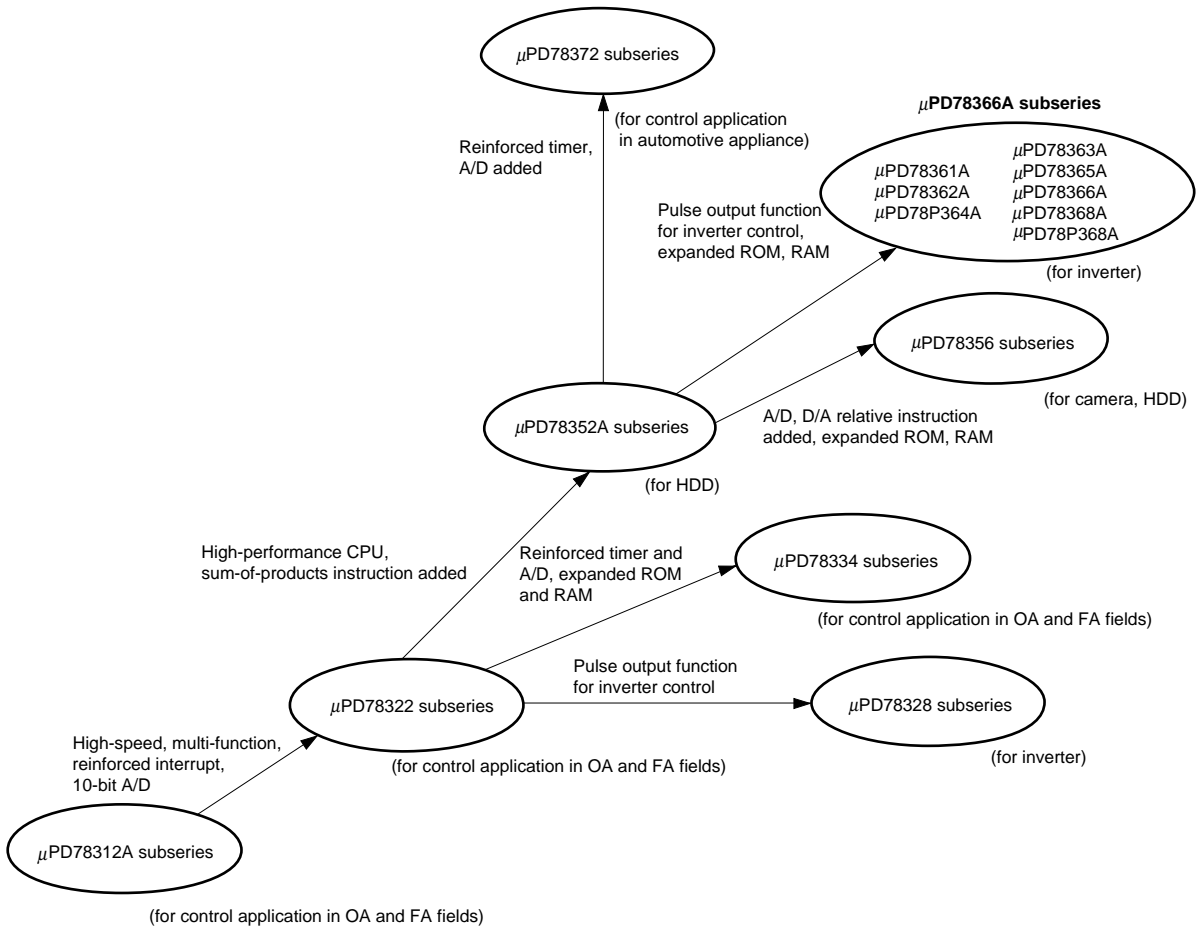 μPD78372 subseries
(for control application
in automotive appliance)
Reinforced timer,
A/D added
μPD78366A subseries
μPD78361A
μPD78362A
μPD78P364A
μPD78363A
μPD78365A
μPD78366A
μPD78368A
μPD78P368A
(for inverter)
Pulse output function
for inverter control,
expanded ROM, RAM
μPD78356 subseries
(for camera, HDD)
A/D, D/A relative instruction
added, expanded ROM, RAM
μPD78352A subseries
(for HDD)
High-performance CPU,
sum-of-products instruction added
Reinforced timer and
A/D, expanded ROM
and RAM
μPD78334 subseries
(for control application in OA and FA fields)
Pulse output function
for inverter control
μPD78322 subseries
(for control application in OA and FA fields)
μPD78328 subseries
(for inverter)
High-speed, multi-function,
reinforced interrupt,
10-bit A/D
μPD78312A subseries
(for control application in OA and FA fields)